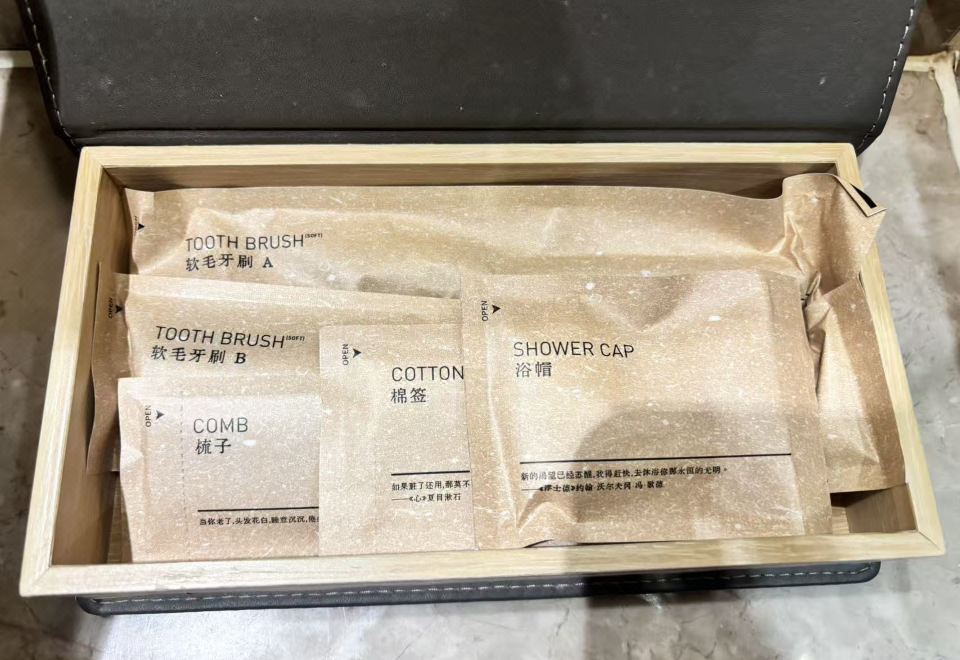 TOOTH BRUSH(SOFT)
软毛牙刷 A
OPEN
TOOTH BRUSH(SOFT)
软毛牙刷 B
OPEN
COMB
梳子
当你老了,头发花白,睡意沉沉,
OPEN
COTTON
棉签
如果脏了还用,那莫不
——《心》夏目漱石
OPEN
SHOWER CAP
浴帽
新的渴望已经苏醒,我得赶快,去沐浴你那永恒的光明。
——《浮士德》约翰·沃尔夫冈·冯·歌德